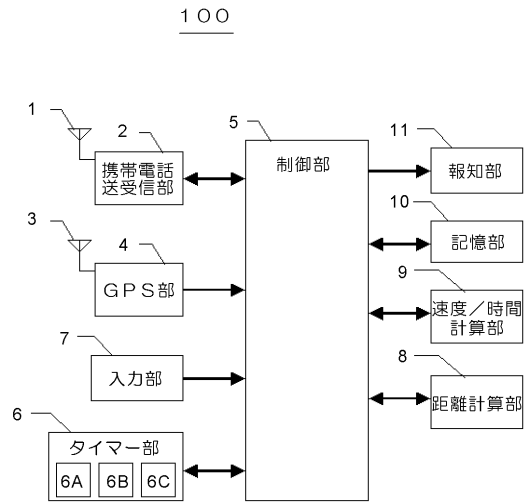 １００
1
2
携帯電話
送受信部
3
4
ＧＰＳ部
7
入力部
6
タイマー部
6A
6B
6C
5
制御部
11
報知部
10
記憶部
9
速度／時間
計算部
8
距離計算部